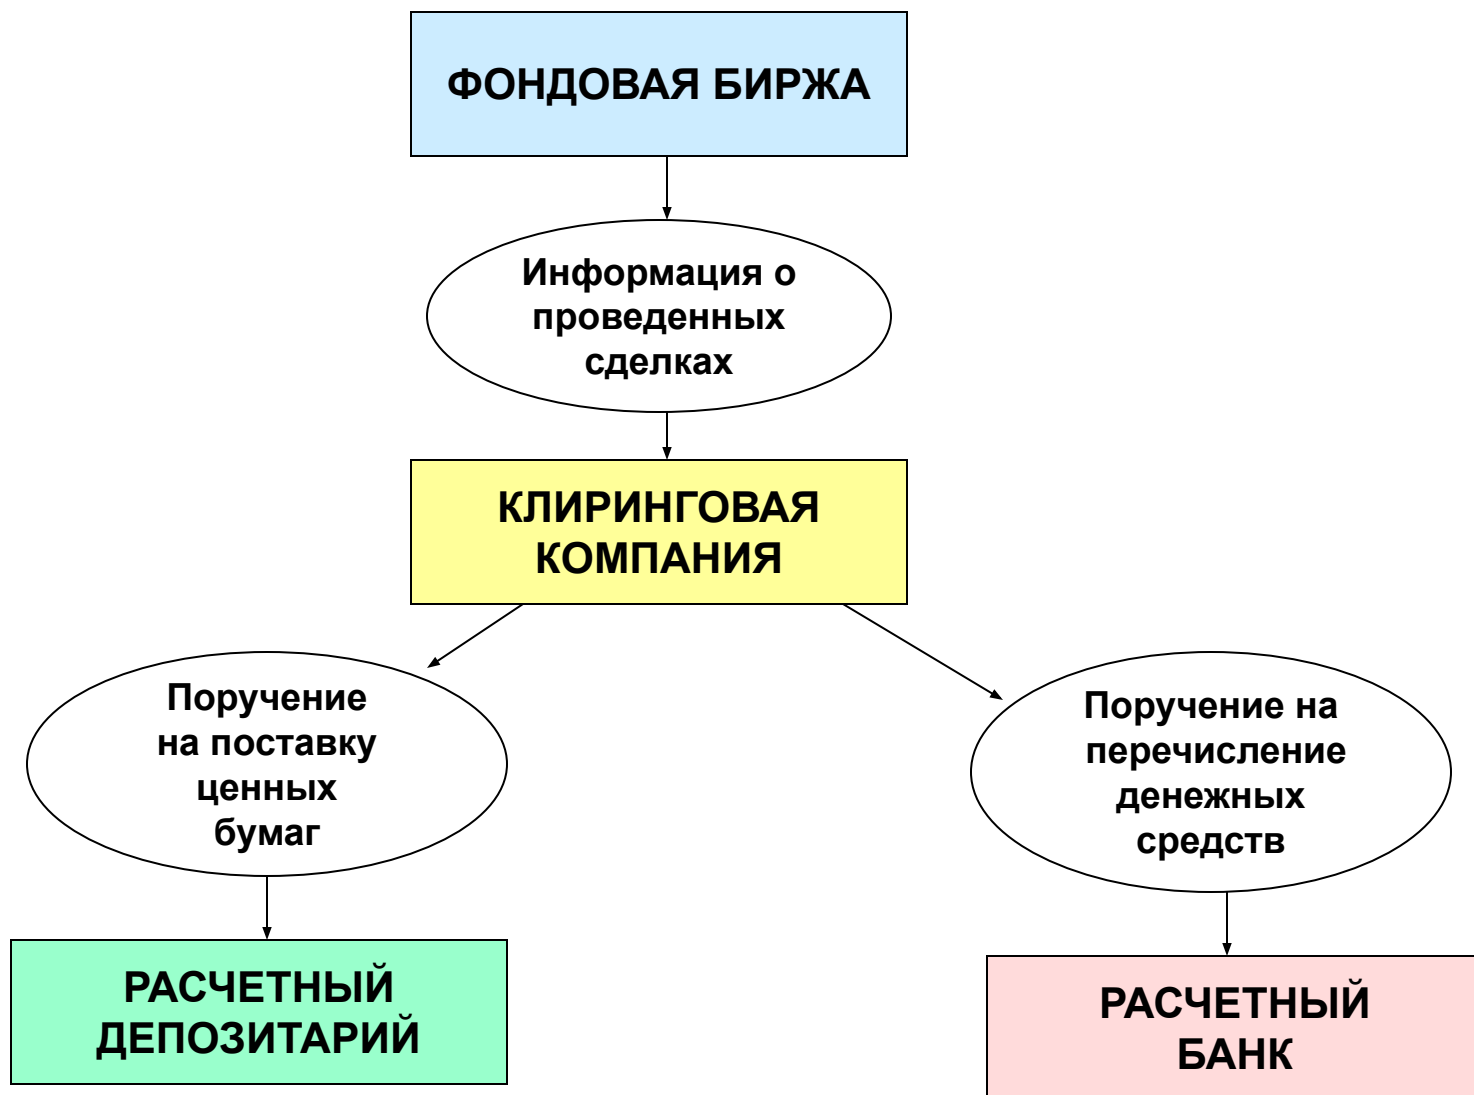 ФОНДОВАЯ БИРЖА
Информация о
проведенных
сделках
КЛИРИНГОВАЯ
КОМПАНИЯ
Поручение
на поставку
ценных
бумаг
Поручение на
перечисление
денежных
средств
РАСЧЕТНЫЙ
ДЕПОЗИТАРИЙ
РАСЧЕТНЫЙ
БАНК